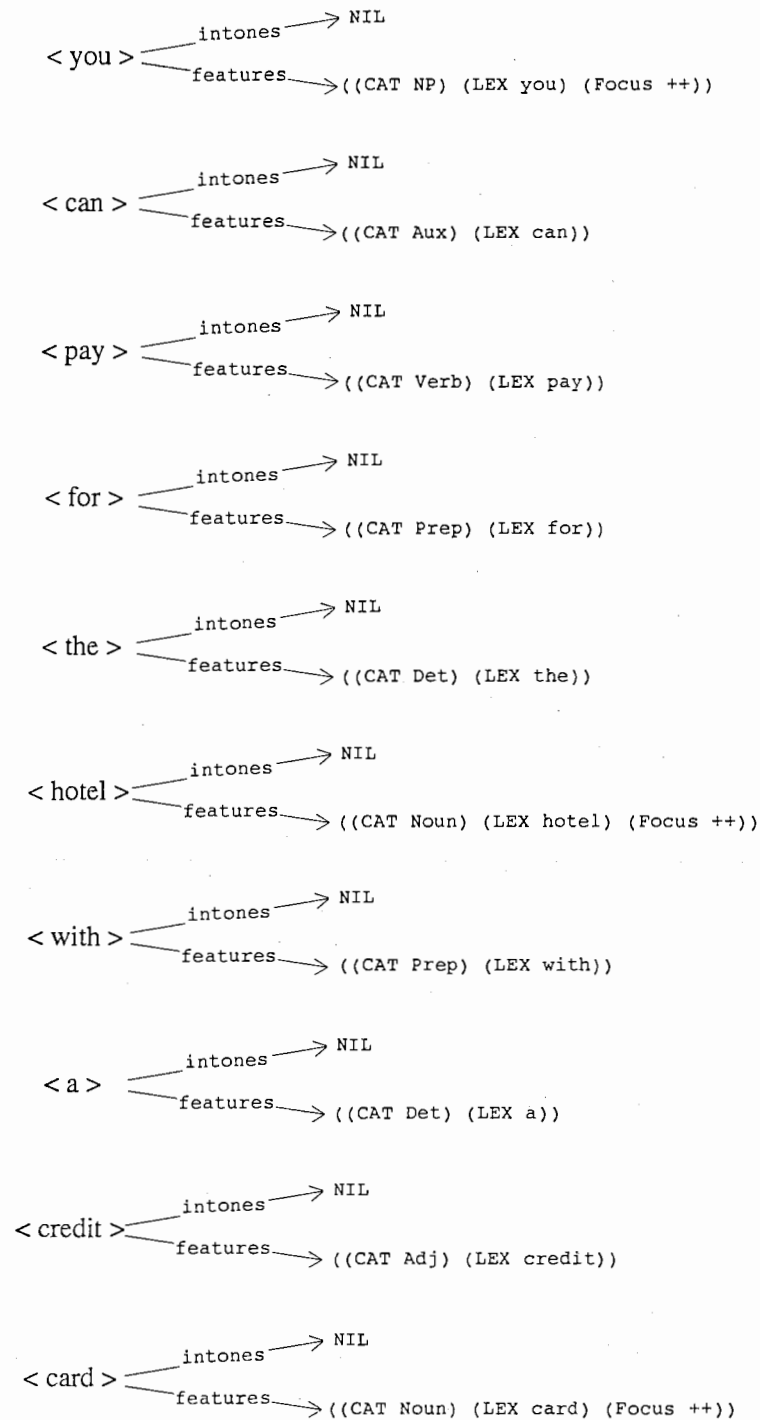 intones NIL
< you >
features ((CAT NP) (LEX you) (Focus ++))
intones NIL
< can >
features ((CAT Aux) (LEX can))
intones NIL
< pay >
features ((CAT Verb) (LEX pay))
intones NIL
< for >
features ((CAT Prep) (LEX for))
intones NIL
< the >
features ((CAT Det) (LEX the))
intones NIL
< hotel >
features ((CAT Noun) (LEX hotel) (Focus ++))
intones NIL
< with >
features ((CAT Prep) (LEX with))
intones NIL
< a >
features ((CAT Det) (LEX a))
intones NIL
< credit >
features ((CAT Adj) (LEX credit))
intones NIL
< card >
features ((CAT Noun) (LEX card) (Focus ++))